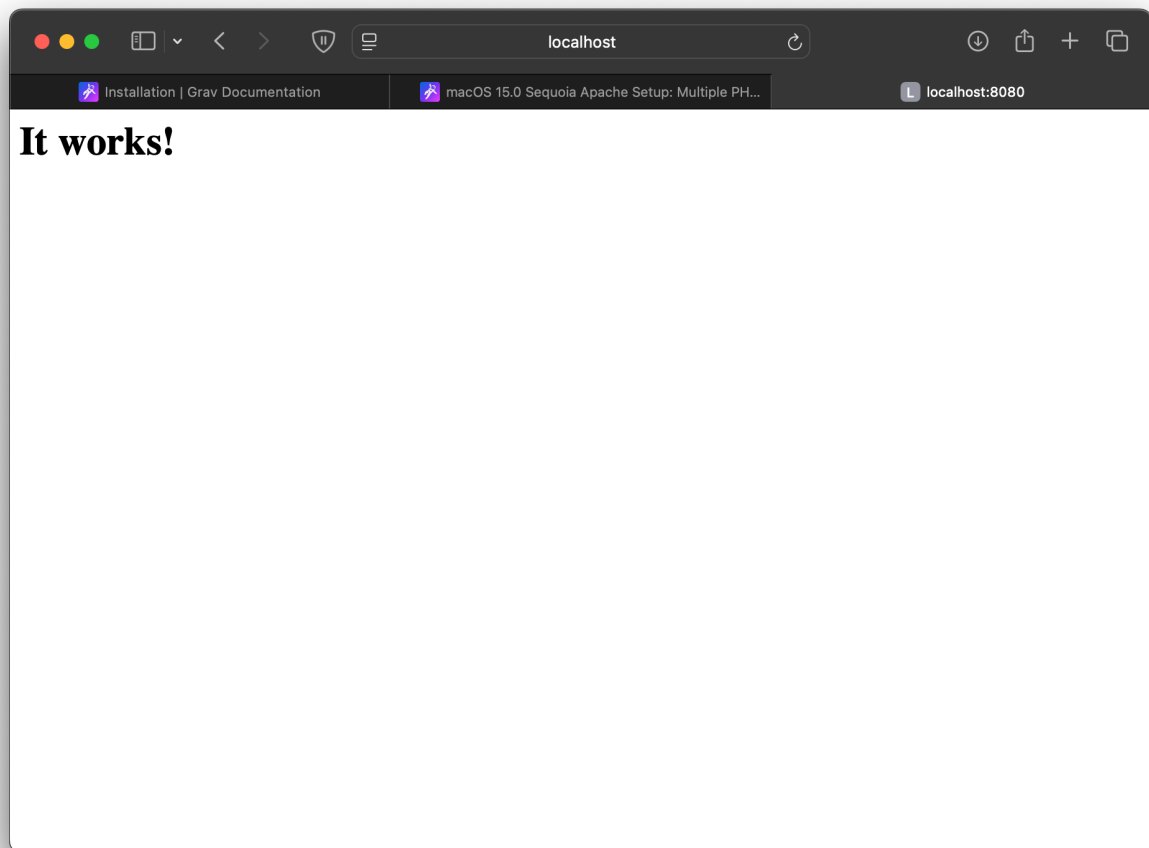 localhost
Installation | Grav Documentation
macOS 15.0 Sequoia Apache Setup: Multiple PH...
L localhost:8080
It works!